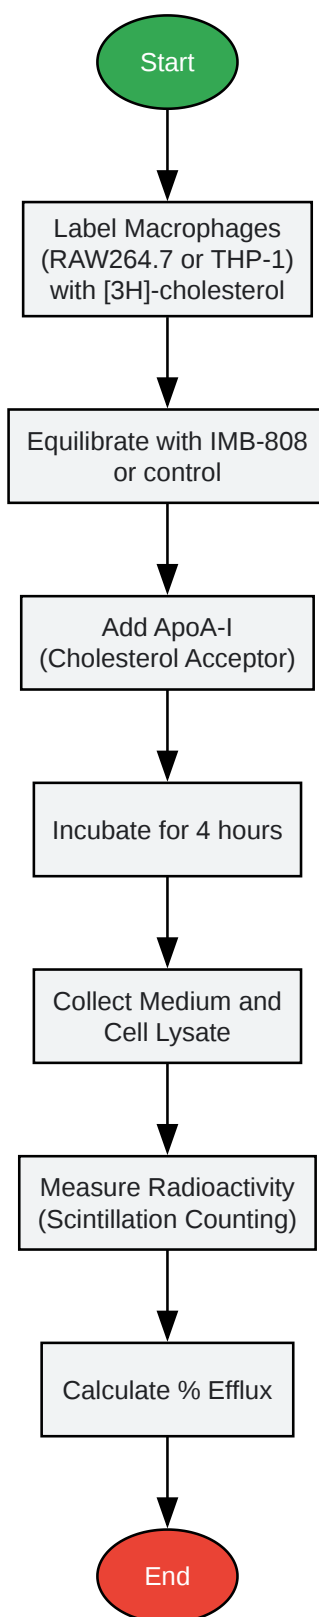 Start
Label Macrophages
(RAW264.7 or THP-1)
with [3H]-cholesterol
Equilibrate with IMB-808
or control
Add ApoA-I
(Cholesterol Acceptor)
Incubate for 4 hours
Collect Medium and
Cell Lysate
Measure Radioactivity
(Scintillation Counting)
Calculate % Efflux
End